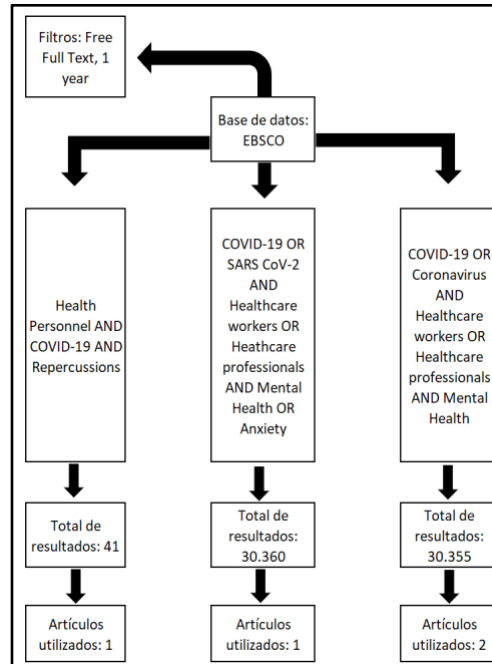 Filtros: Free
Full Text, 1
year
Base de datos:
EBSCO
Health
Personnel AND
COVID-19 AND
Repercussions
COVID-19 OR
SARS CoV-2
AND
Healthcare
workers OR
Heathcare
professionals
AND Mental
Health OR
Anxiety
COVID-19 OR
Coronavirus
AND
Healthcare
workers OR
Healthcare
professionals
AND Mental
Health
Total de
resultados: 41
Total de
resultados:
30.360
Total de
resultados:
30.355
Artículos
utilizados: 1
Artículos
utilizados: 1
Artículos
utilizados: 2